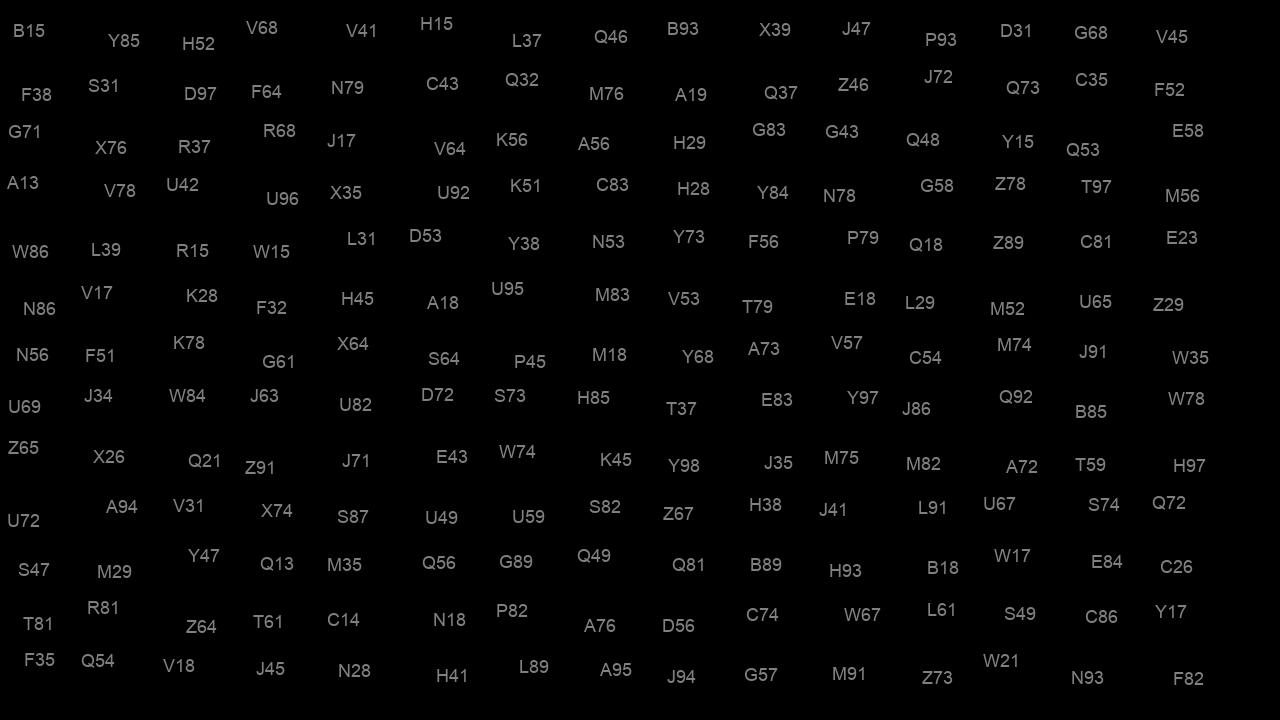 B15 Y85 H52 V68 V41 H15 L37 Q46 B93 X39 J47 P93 D31 G68 V45
F38 S31 D97 F64 N79 C43 Q32 M76 A19 Q37 Z46 J72 Q73 C35 F52
G71 X76 R37 R68 J17 V64 K56 A56 H29 G83 G43 Q48 Y15 Q53 E58
A13 V78 U42 U96 X35 U92 K51 C83 H28 Y84 N78 G58 Z78 T97 M56
W86 L39 R15 W15 L31 D53 Y38 N53 Y73 F56 P79 Q18 Z89 C81 E23
N86 V17 K28 F32 H45 A18 U95 M83 V53 T79 E18 L29 M52 U65 Z29
N56 F51 K78 G61 X64 S64 P45 M18 Y68 A73 V57 C54 M74 J91 W35
U69 J34 W84 J63 U82 D72 S73 H85 T37 E83 Y97 J86 Q92 B85 W78
Z65 X26 Q21 Z91 J71 E43 W74 K45 Y98 J35 M75 M82 A72 T59 H97
U72 A94 V31 X74 S87 U49 U59 S82 Z67 H38 J41 L91 U67 S74 Q72
S47 M29 Y47 Q13 M35 Q56 G89 Q49 Q81 B89 H93 B18 W17 E84 C26
T81 R81 Z64 T61 C14 N18 P82 A76 D56 C74 W67 L61 S49 C86 Y17
F35 Q54 V18 J45 N28 H41 L89 A95 J94 G57 M91 Z73 W21 N93 F82